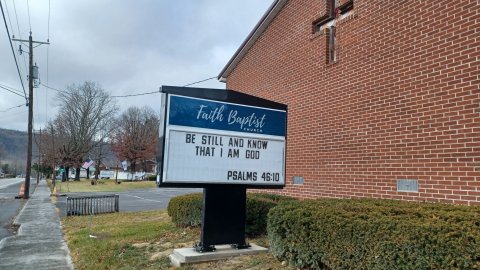 Faith Baptist
CHURCH
BE STILL AND KNOW
THAT I AM GOD
PSALMS 46:10